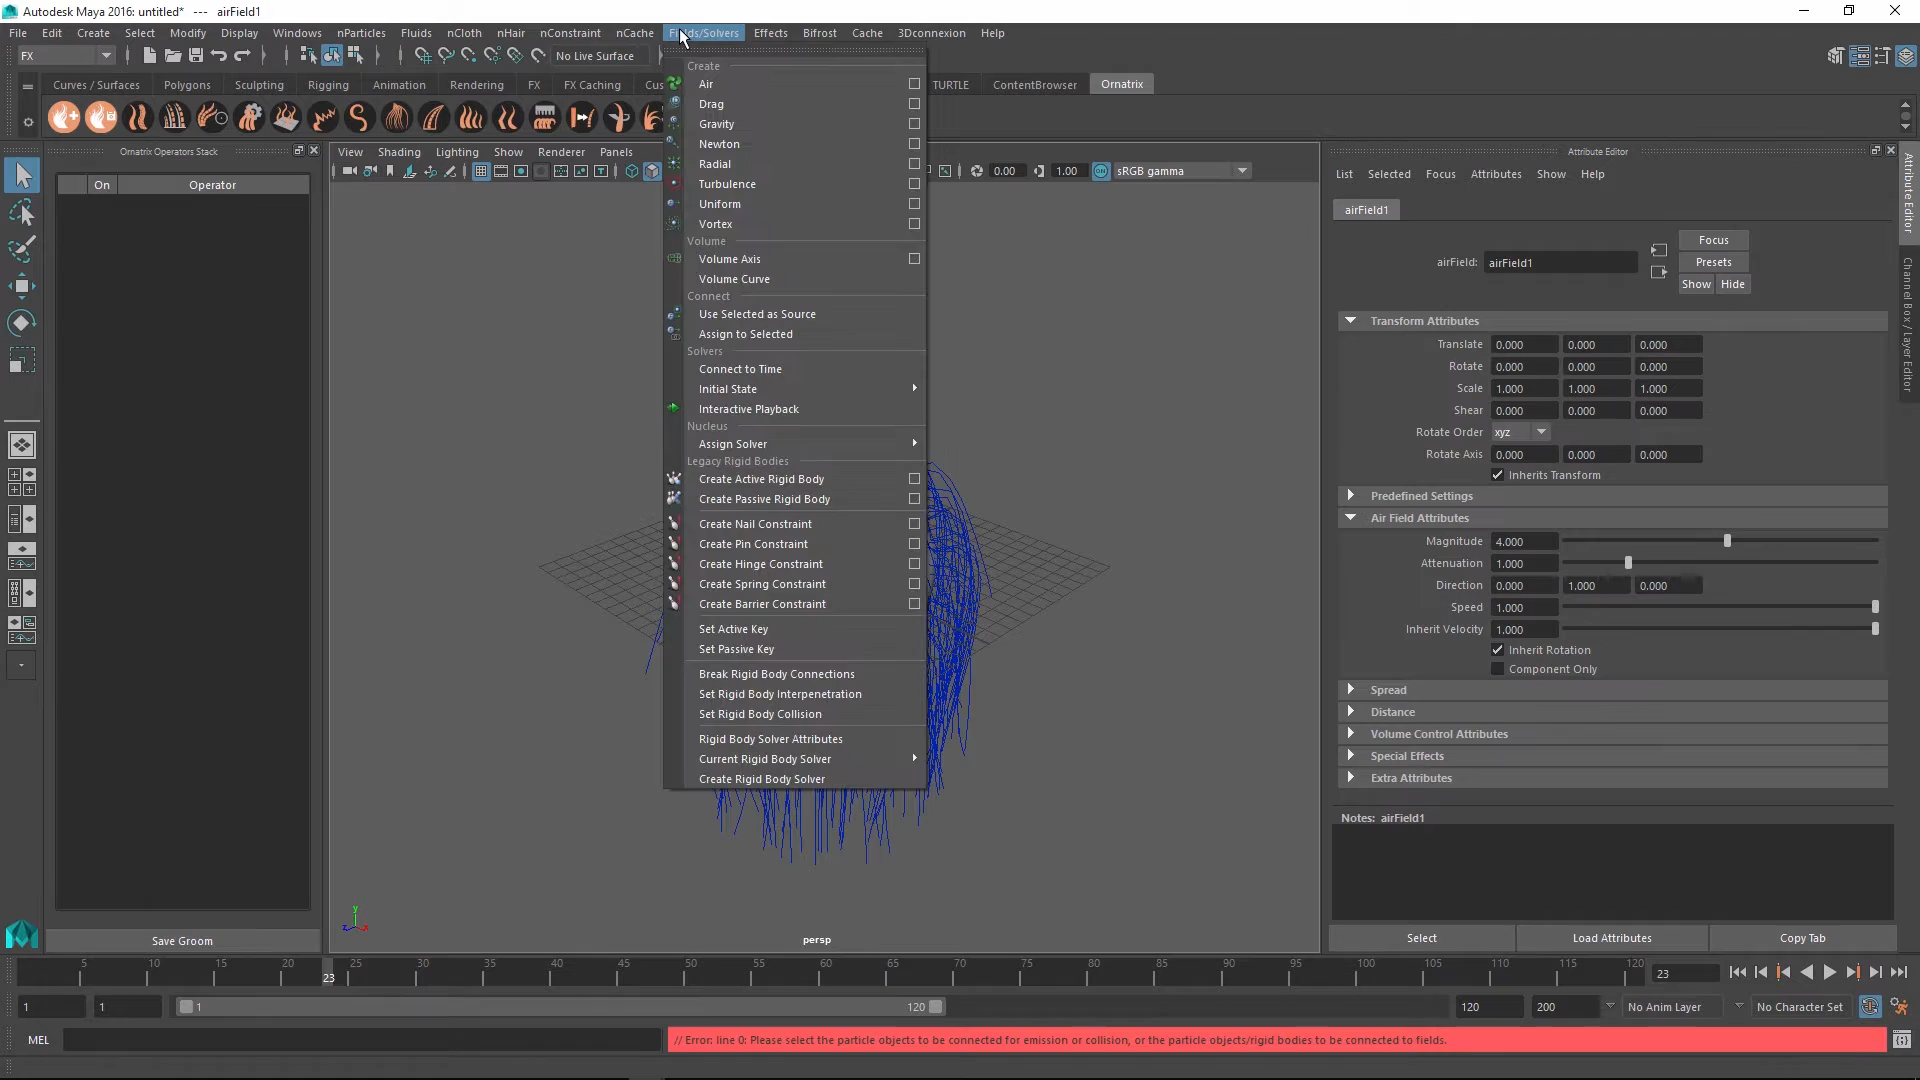 Autodesk Maya 2016: untitled*   ---   airField1
File Edit Create Select Modify Display Windows nParticles Fluids nCloth nHair nConstraint nCache Fields/Solvers Effects Bifrost Cache 3Dconnexion Help
FX
No Live Surface
Curves / Surfaces Polygons Sculpting Rigging Animation Rendering FX FX Caching Cus TURTLE ContentBrowser Ornatrix
Ornatrix Operators Stack
On Operator
Save Groom
View Shading Lighting Show Renderer Panels
0.00 1.00 ON sRGB gamma
Create
Air
Drag
Gravity
Newton
Radial
Turbulence
Uniform
Vortex
Volume
Volume Axis
Volume Curve
Connect
Use Selected as Source
Assign to Selected
Solvers
Connect to Time
Initial State
Interactive Playback
Nucleus
Assign Solver
Legacy Rigid Bodies
Create Active Rigid Body
Create Passive Rigid Body
Create Nail Constraint
Create Pin Constraint
Create Hinge Constraint
Create Spring Constraint
Create Barrier Constraint
Set Active Key
Set Passive Key
Break Rigid Body Connections
Set Rigid Body Interpenetration
Set Rigid Body Collision
Rigid Body Solver Attributes
Current Rigid Body Solver
Create Rigid Body Solver
y
z x
persp
Attribute Editor
List Selected Focus Attributes Show Help
airField1
airField: airField1
Focus
Presets
Show Hide
Transform Attributes
Translate 0.000 0.000 0.000
Rotate 0.000 0.000 0.000
Scale 1.000 1.000 1.000
Shear 0.000 0.000 0.000
Rotate Order xyz
Rotate Axis 0.000 0.000 0.000
Inherits Transform
Predefined Settings
Air Field Attributes
Magnitude 4.000
Attenuation 1.000
Direction 0.000 1.000 0.000
Speed 1.000
Inherit Velocity 1.000
Inherit Rotation
Component Only
Spread
Distance
Volume Control Attributes
Special Effects
Extra Attributes
Notes: airField1
Select Load Attributes Copy Tab
Attribute Editor
Channel Box / Layer Editor
5 10 15 20 25 30 35 40 45 50 55 60 65 70 75 80 85 90 95 100 105 110 115 120
23
23
1 1 1 120 120 200 No Anim Layer No Character Set
MEL
// Error: line 0: Please select the particle objects to be connected for emission or collision, or the particle objects/rigid bodies to be connected to fields.